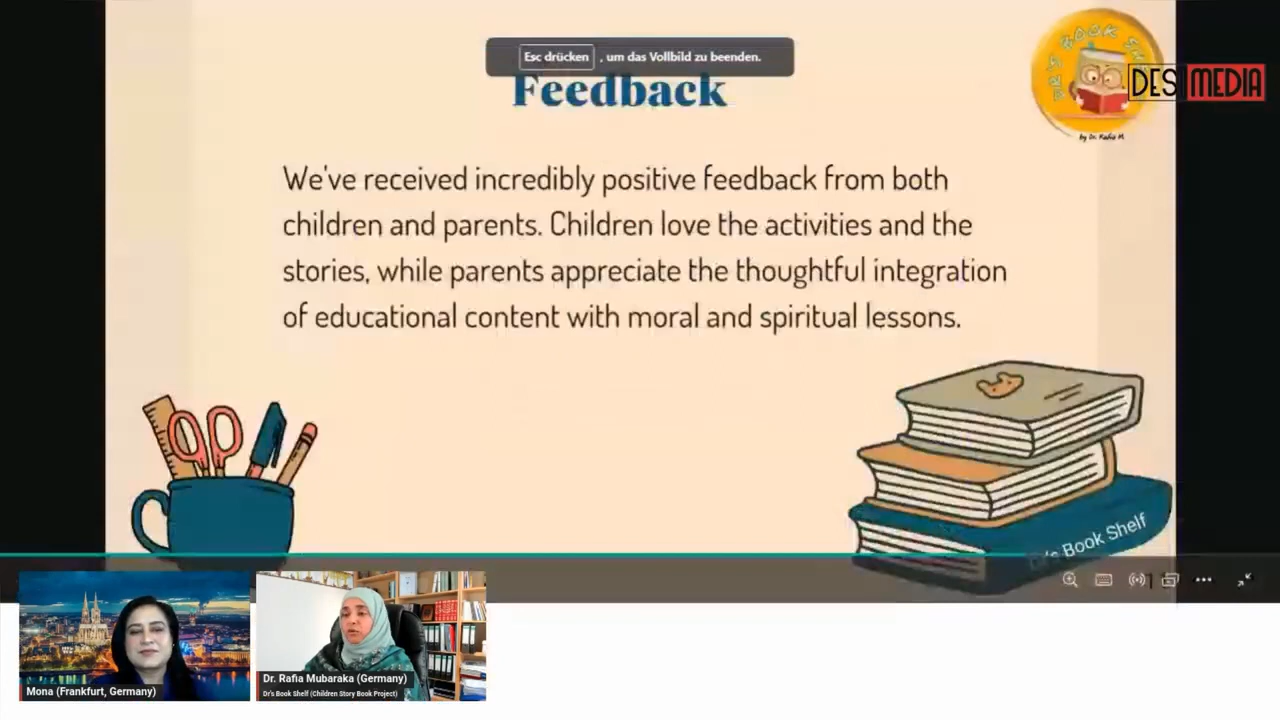 Esc drücken , um das Vollbild zu beenden.
Feedback
DR'S BOOK SH
by Dr. Rafia M.
DESI MEDIA
We've received incredibly positive feedback from both
children and parents. Children love the activities and the
stories, while parents appreciate the thoughtful integration
of educational content with moral and spiritual lessons.
Dr's Book Shelf
Mona (Frankfurt, Germany)
Dr. Rafia Mubaraka (Germany)
Dr's Book Shelf (Children Story Book Project)